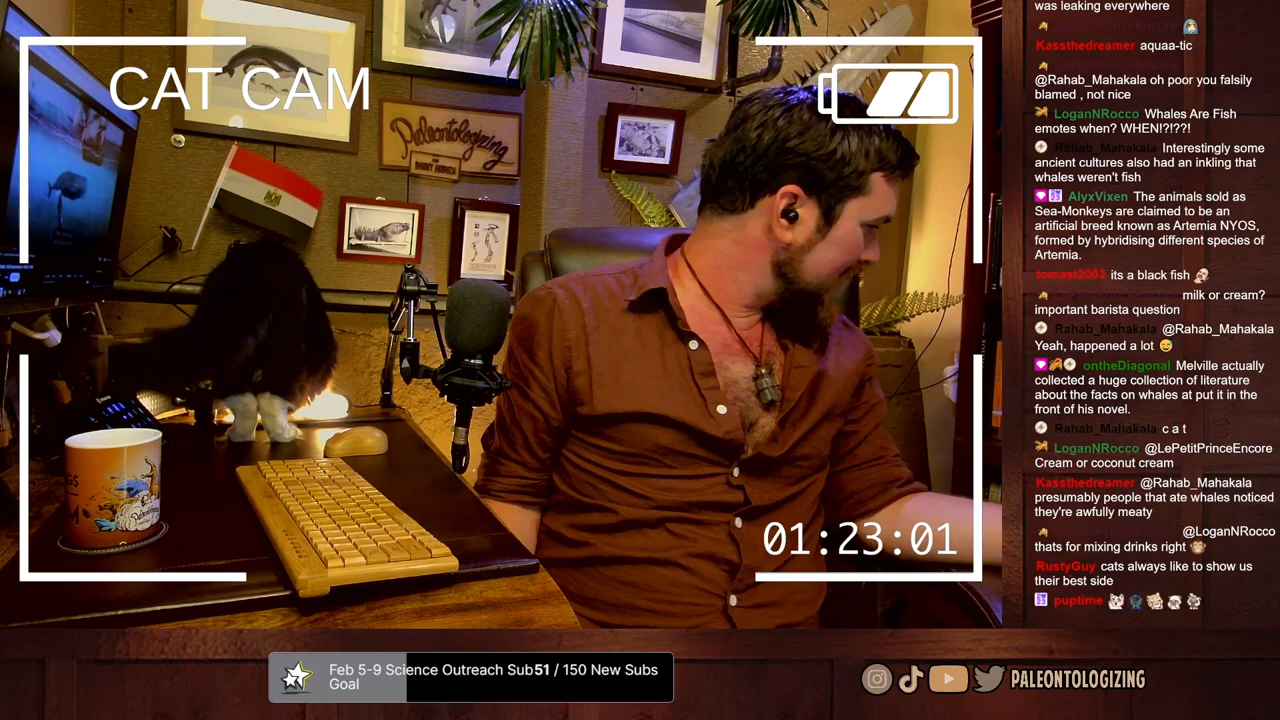 CAT CAM
Paleontologizing
01:23:01
was leaking everywhere
Kassthedreamer aquaa-tic
@Rahab_Mahakala oh poor you falsily
blamed , not nice
LoganNRocco Whales Are Fish
emotes when? WHEN!?!??!
Rahab_Mahakala Interestingly some
ancient cultures also had an inkling that
whales weren't fish
AlyxVixen The animals sold as
Sea-Monkeys are claimed to be an
artificial breed known as Artemia NYOS,
formed by hybridising different species of
Artemia.
tomast2003 its a black fish
milk or cream?
important barista question
Rahab_Mahakala @Rahab_Mahakala
Yeah, happened a lot
ontheDiagonal Melville actually
collected a huge collection of literature
about the facts on whales at put it in the
front of his novel.
Rahab_Mahakala c a t
LoganNRocco @LePetitPrinceEncore
Cream or coconut cream
Kassthedreamer @Rahab_Mahakala
presumably people that ate whales noticed
they're awfully meaty
@LoganNRocco
thats for mixing drinks right
RustyGuy cats always like to show us
their best side
puptime
Feb 5-9 Science Outreach Sub 51 / 150 New Subs
Goal
PALEONTOLOGIZING